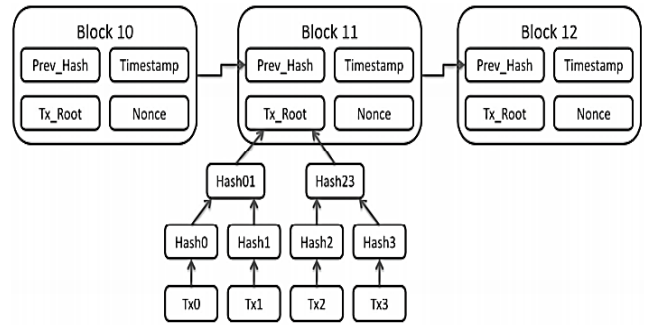 Block 10
Block 11
Block 12
Prev_Hash
Timestamp
Prev_Hash
Timestamp
Prev_Hash
Timestamp
Tx_Root
Nonce
Tx_Root
Nonce
Tx_Root
Nonce
Hash01
Hash23
Hash0
Hash1
Hash2
Hash3
Tx0
Tx1
Tx2
Tx3